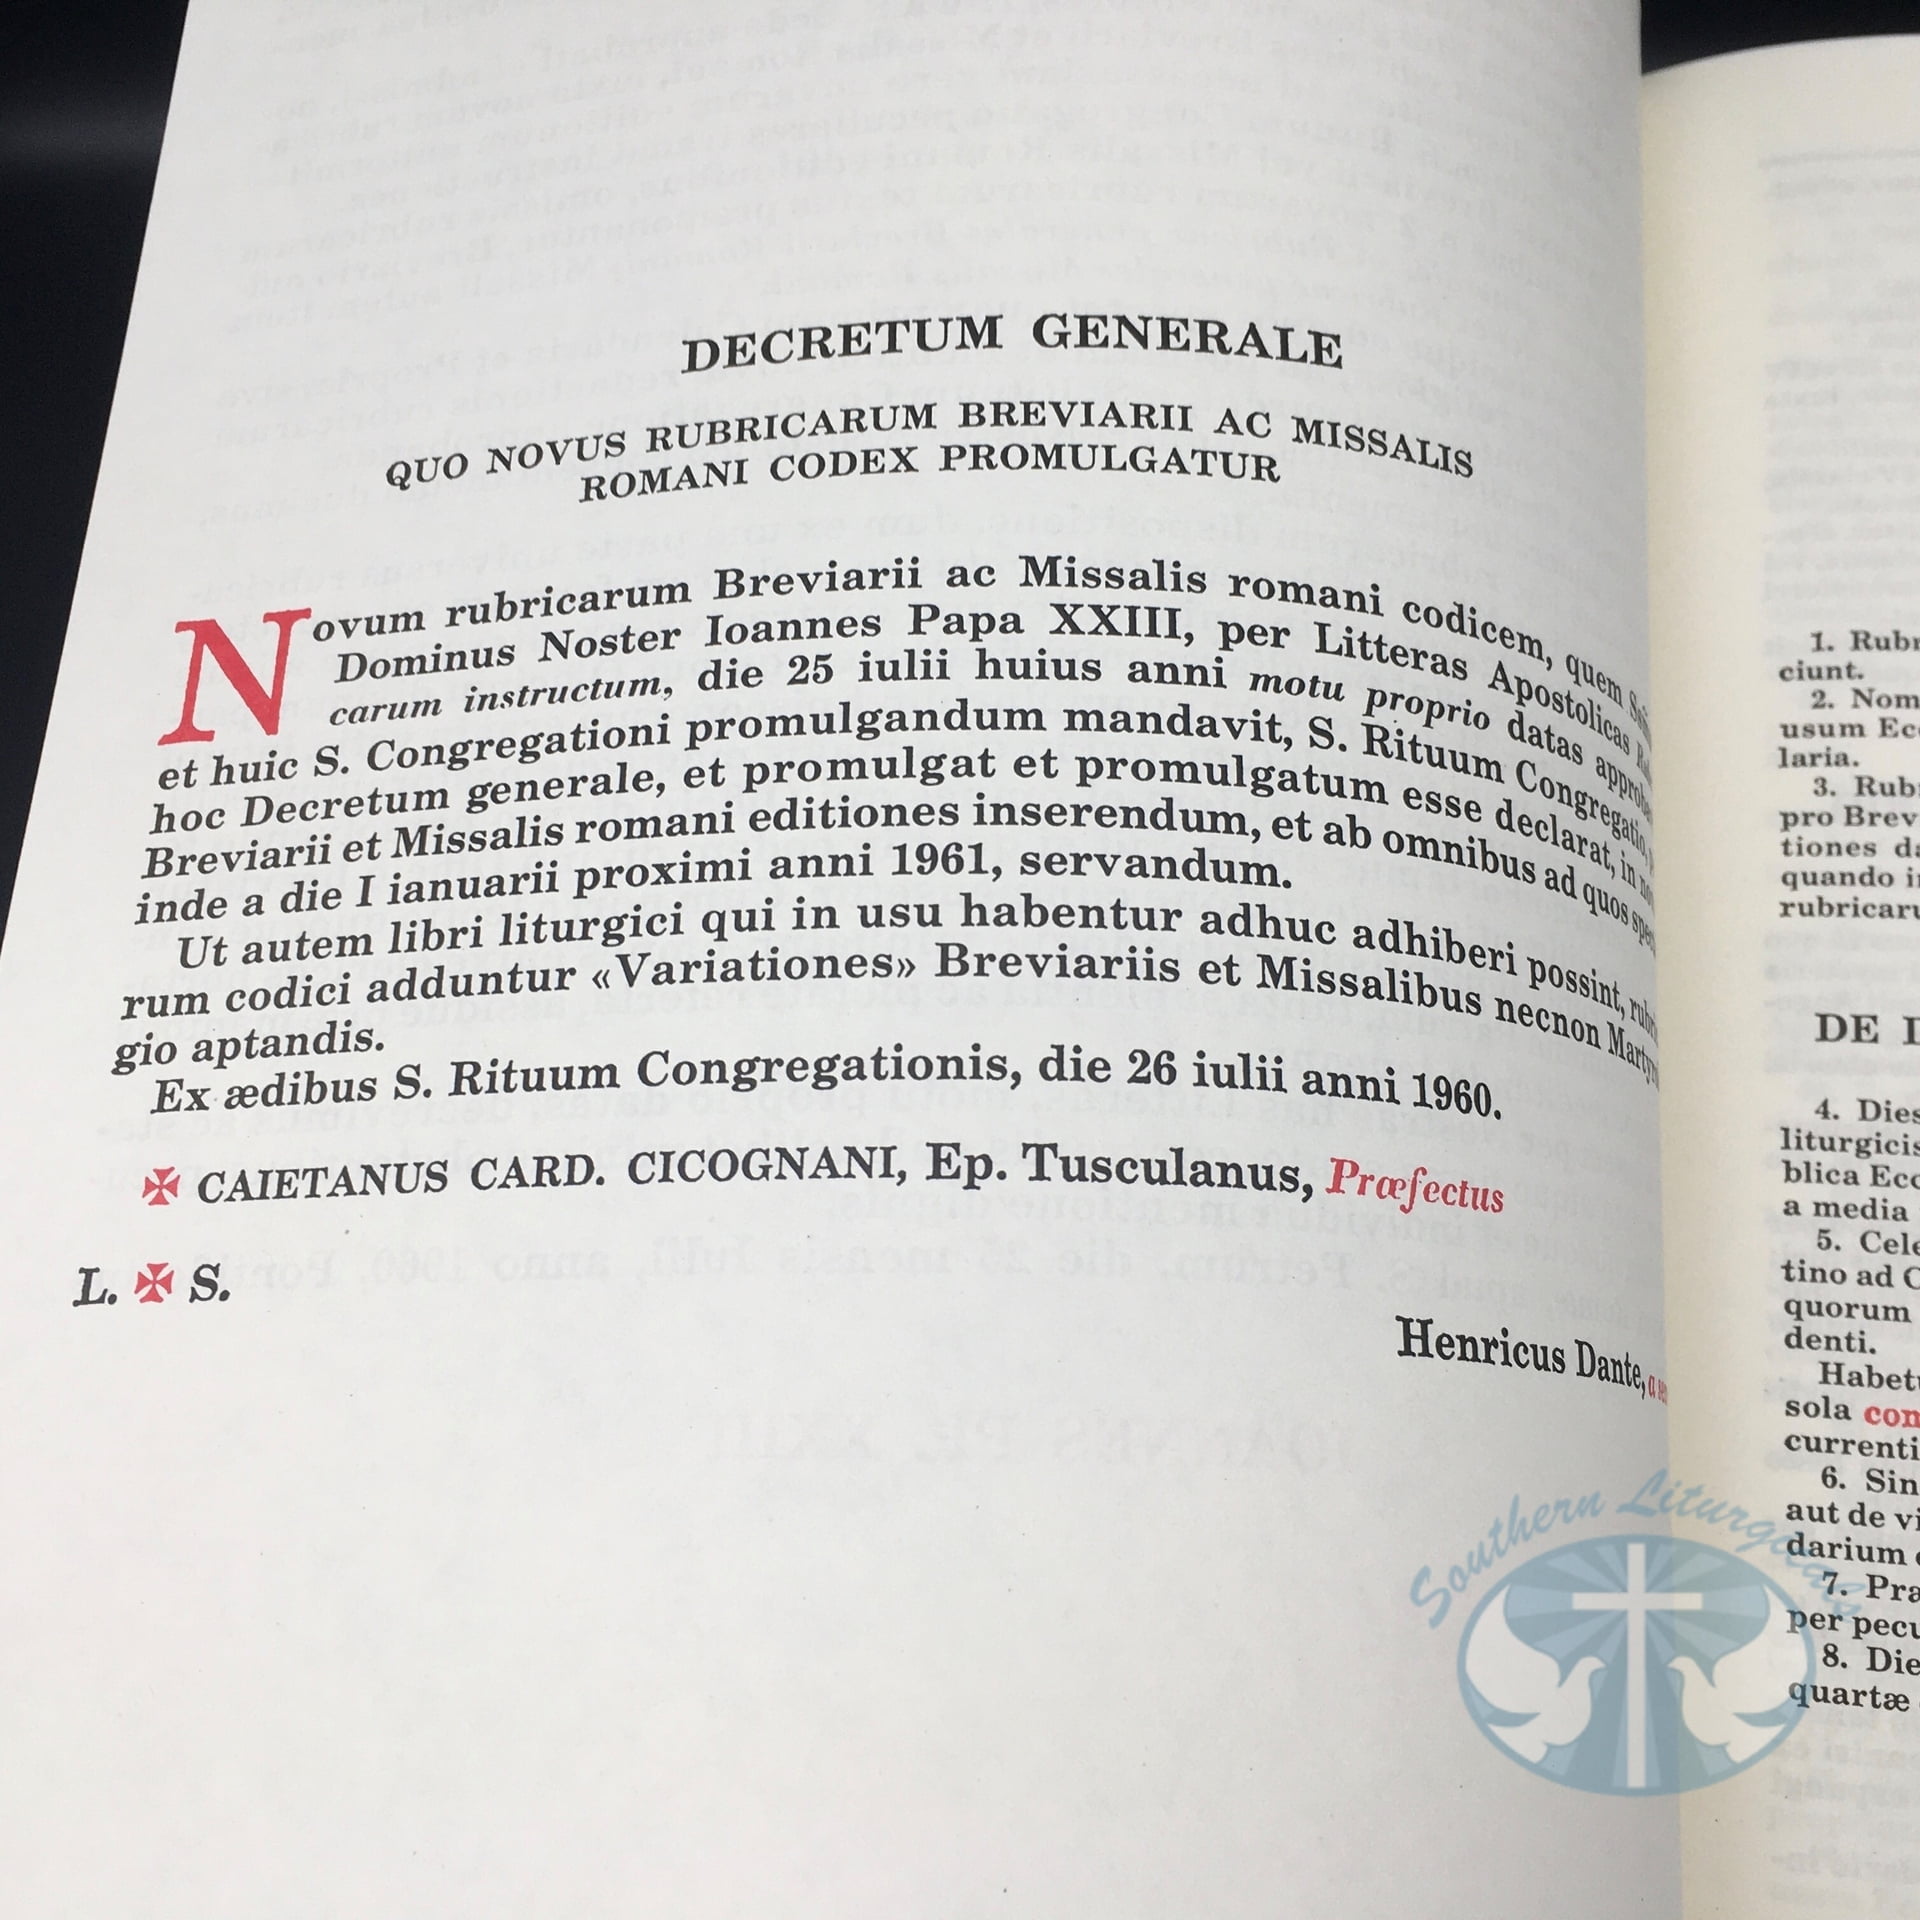 DECRETUM GENERALE
QUO NOVUS RUBRICARUM BREVIARII AC MISSALIS
ROMANI CODEX PROMULGATUR
Novum rubricarum Breviarii ac Missalis romani codicem, quem
Dominus Noster Ioannes Papa XXIII, per Litteras Apostolicas
carum instructum, die 25 iulii huius anni motu proprio datas
et huic S. Congregationi promulgandum mandavit, S. Rituum Congregatio,
hoc Decretum generale, et promulgat et promulgatum esse declarat, in
Breviarii et Missalis romani editiones inserendum, et ab omnibus ad quos
inde a die I ianuarii proximi anni 1961, servandum.
Ut autem libri liturgici qui in usu habentur adhuc adhiberi possint,
rum codici adduntur «Variationes» Breviariis et Missalibus necnon
gio aptandis.
Ex ædibus S. Rituum Congregationis, die 26 iulii anni 1960.
✠ CAIETANUS CARD. CICOGNANI, Ep. Tusculanus, Præfectus
L. ✠ S.
Henricus Dante, a
1. Rubr
ciunt.
2. Nom
usum Ecc
laria.
3. Rub
pro Brev
tiones da
quando i
rubricaru
DE
4. Dies
liturgicis
blica Ecc
a media
5. Cele
tino ad C
quorum
denti.
Habet
sola con
currenti
6. Sin
aut de vi
darium
7. Pra
per pecu
8. Die
quartæ
Southern Liturgicals